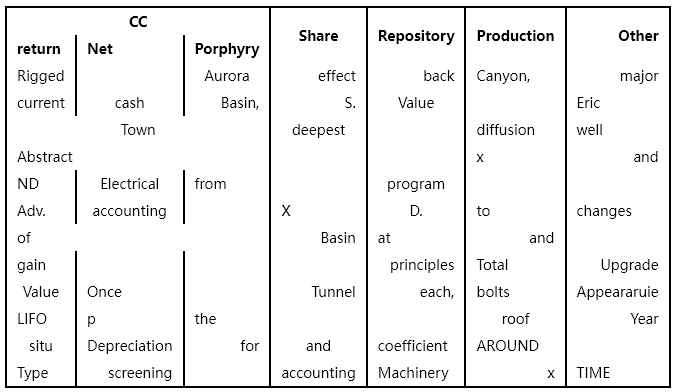 CC Share Repository Production Other
return Net Porphyry
Rigged Aurora effect back Canyon, major
current cash Basin, S. Value Eric
Town deepest diffusion well
Abstract x and
ND Electrical from program
Adv. accounting X D. to changes
of Basin at and
gain principles Total Upgrade
Value Once Tunnel each, bolts Appeararuie
LIFO p the roof Year
situ Depreciation for and coefficient AROUND
Type screening accounting Machinery x TIME